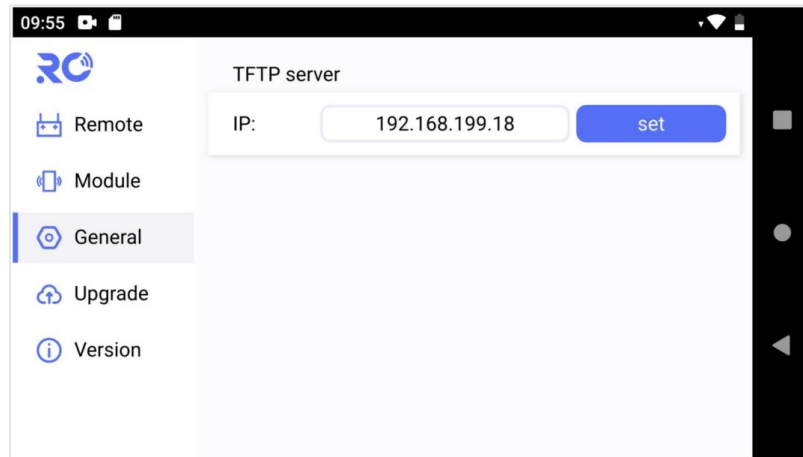 09:55
RC
Remote
Module
General
Upgrade
Version
TFTP server
IP: 192.168.199.18 set